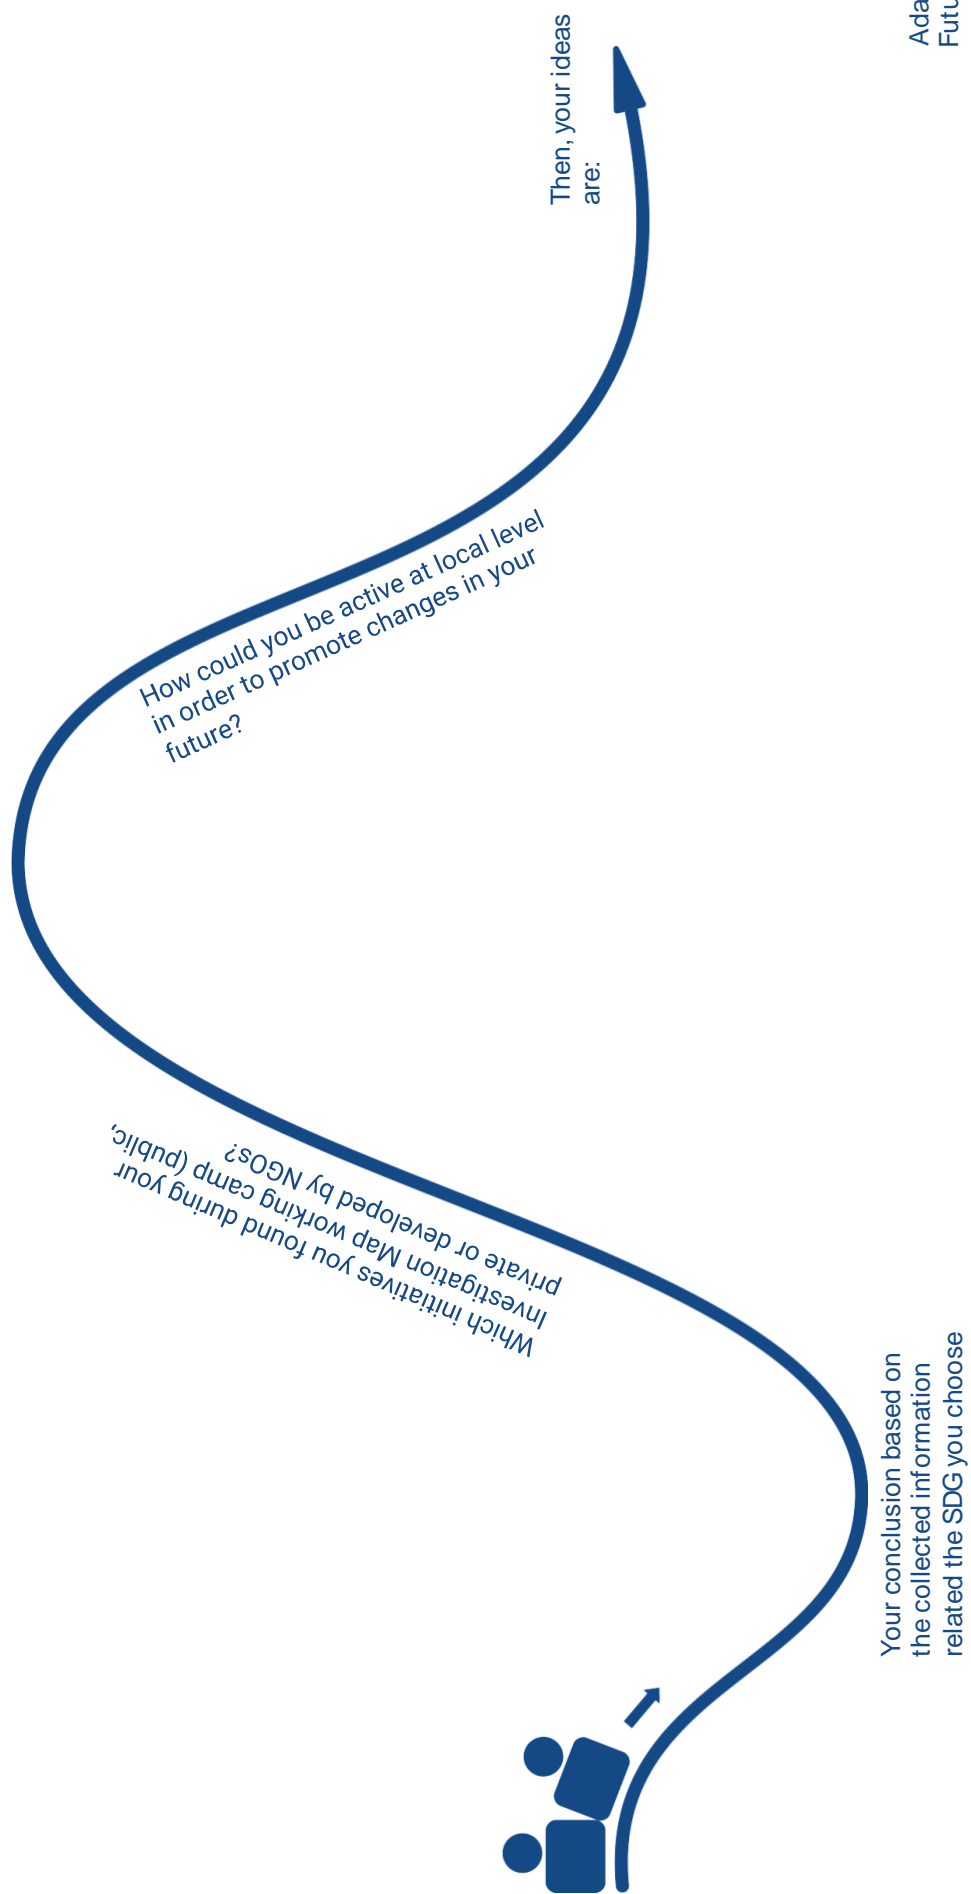 Your conclusion based on
the collected information
related the SDG you choose
Which initiatives you found during your
Investigation Map working camp (public,
private or developed by NGOs?
How could you be active at local level
in order to promote changes in your
future?
Then, your ideas
are: